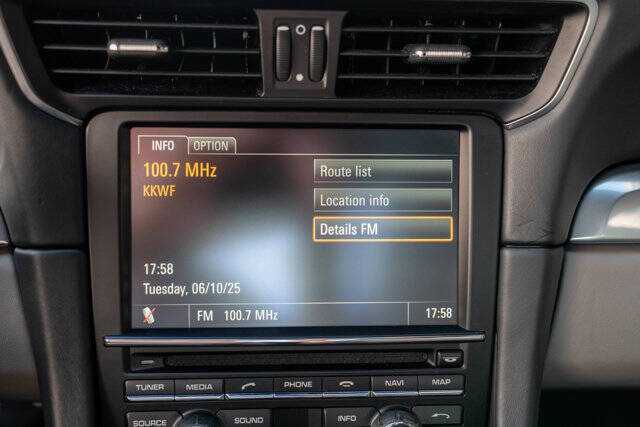 INFO OPTION
100.7 MHz
KKWF
Route list
Location info
Details FM
17:58
Tuesday, 06/10/25
FM 100.7 MHz 17:58
TUNER MEDIA PHONE NAVI MAP
SOURCE SOUND INFO